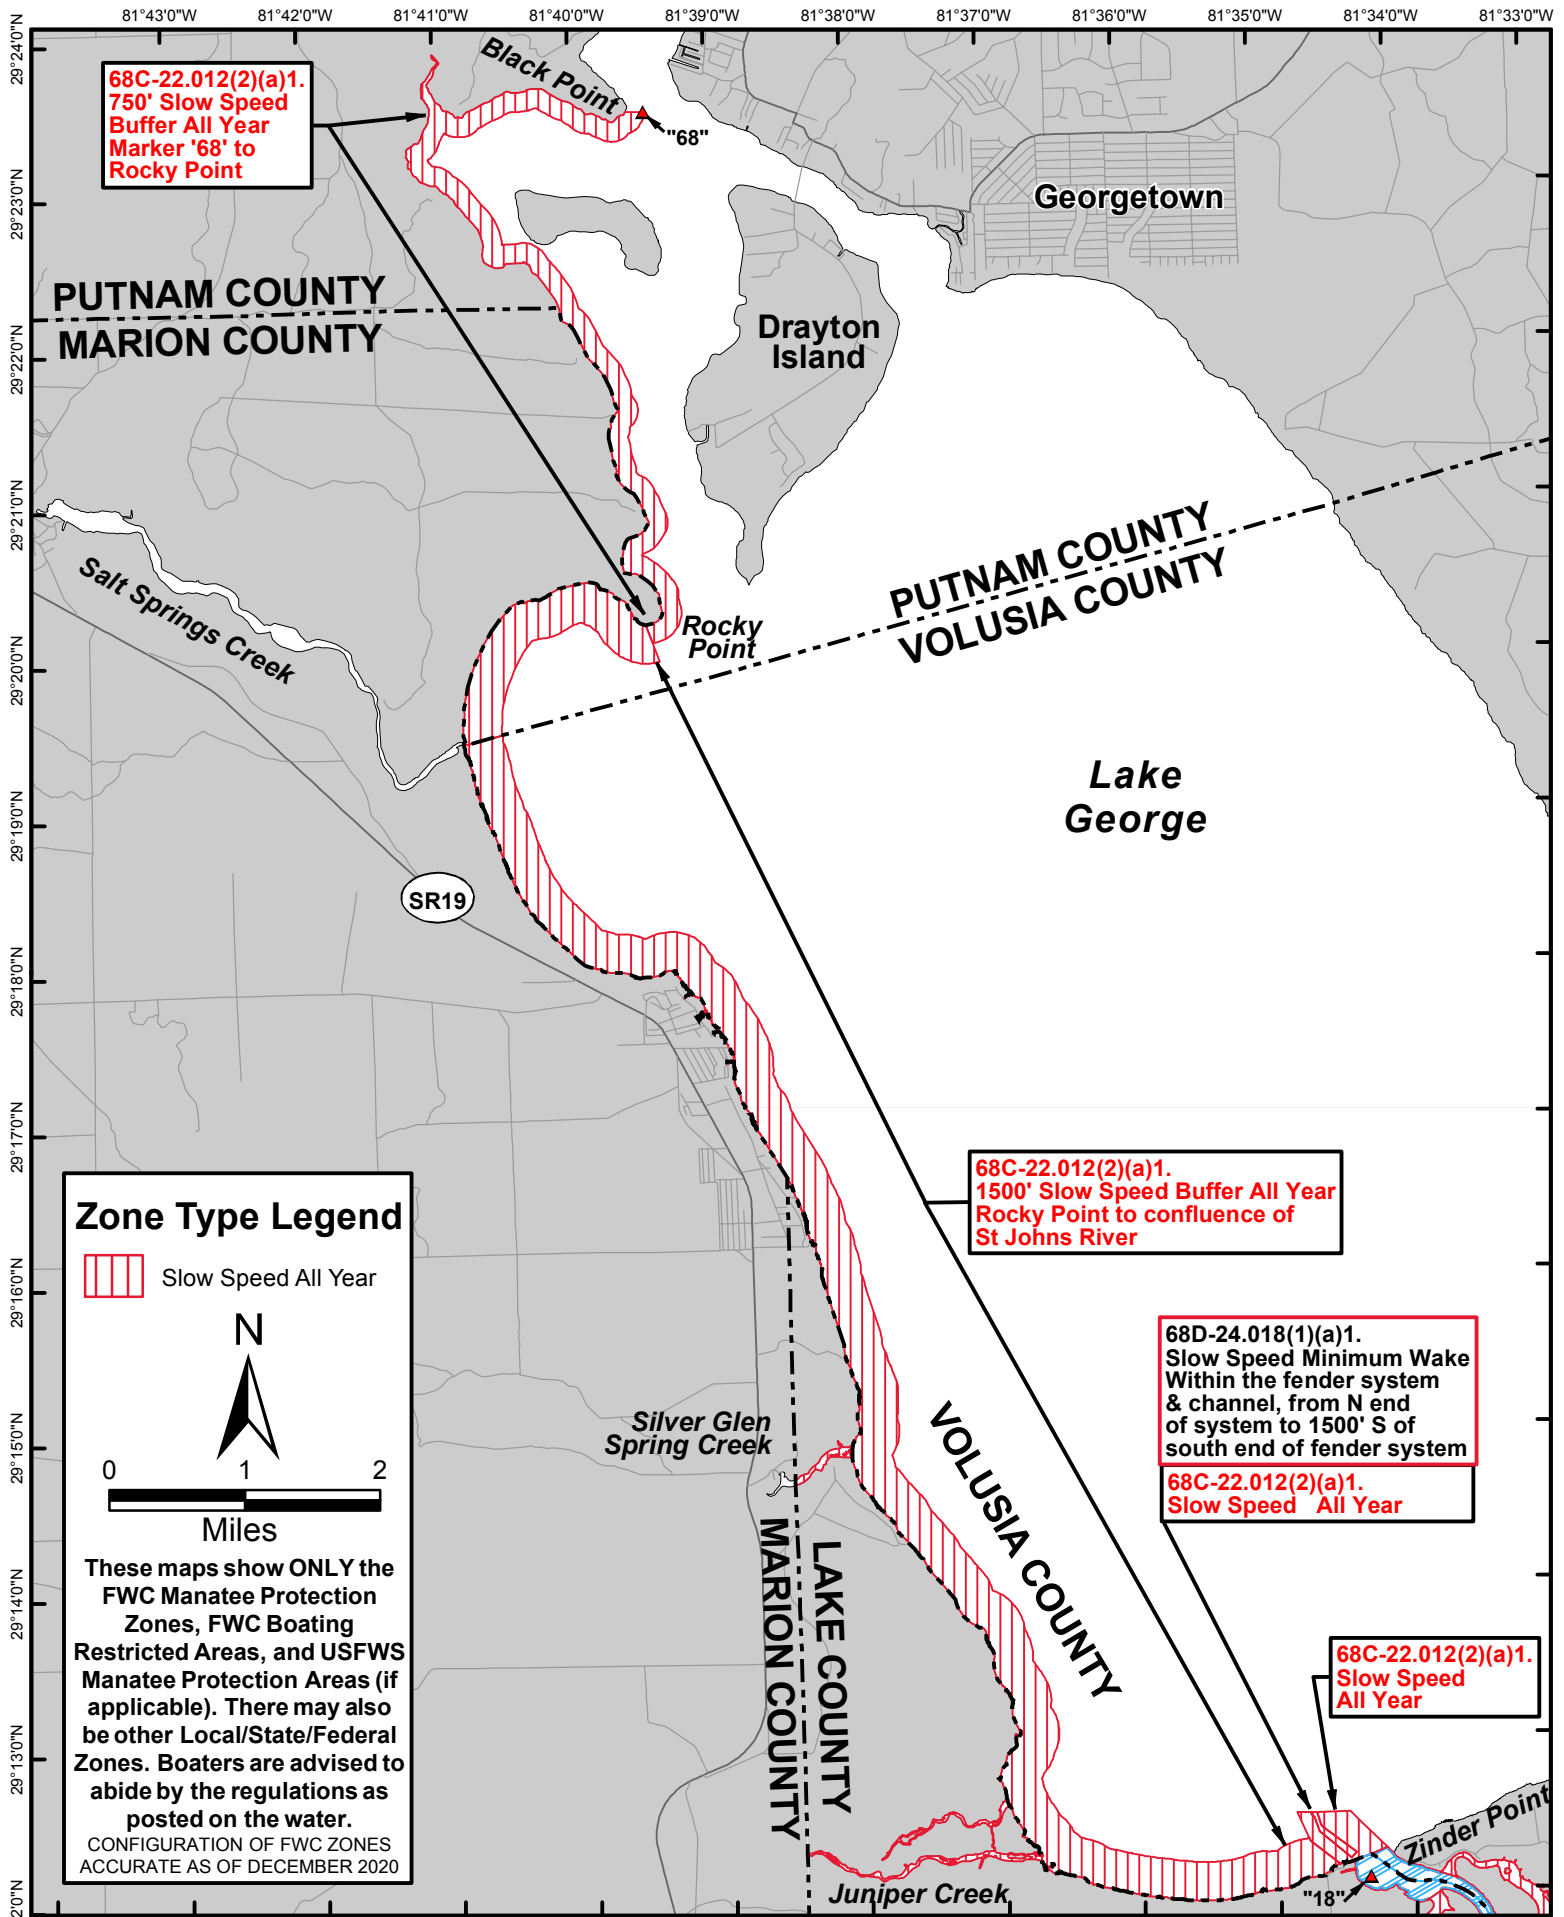 81°43'0"W 81°42'0"W 81°41'0"W 81°40'0"W 81°39'0"W 81°38'0"W 81°37'0"W 81°36'0"W 81°35'0"W 81°34'0"W 81°33'0"W
29°24'0"N
29°23'0"N
29°22'0"N
29°21'0"N
29°20'0"N
29°19'0"N
29°18'0"N
29°17'0"N
29°16'0"N
29°15'0"N
29°14'0"N
29°13'0"N
2'0"N
68C-22.012(2)(a)1.
750' Slow Speed
Buffer All Year
Marker '68' to
Rocky Point
Black Point
"68"
Georgetown
PUTNAM COUNTY
MARION COUNTY
Drayton
Island
Salt Springs Creek
Rocky
Point
PUTNAM COUNTY
VOLUSIA COUNTY
Lake
George
SR19
68C-22.012(2)(a)1.
1500' Slow Speed Buffer All Year
Rocky Point to confluence of
St Johns River
68D-24.018(1)(a)1.
Slow Speed Minimum Wake
Within the fender system
& channel, from N end
of system to 1500' S of
south end of fender system
68C-22.012(2)(a)1.
Slow Speed All Year
68C-22.012(2)(a)1.
Slow Speed
All Year
Silver Glen
Spring Creek
VOLUSIA COUNTY
LAKE COUNTY
MARION COUNTY
Juniper Creek
Zinder Point
"18"
Zone Type Legend
Slow Speed All Year
N
0 1 2
Miles
These maps show ONLY the
FWC Manatee Protection
Zones, FWC Boating
Restricted Areas, and USFWS
Manatee Protection Areas (if
applicable). There may also
be other Local/State/Federal
Zones. Boaters are advised to
abide by the regulations as
posted on the water.
CONFIGURATION OF FWC ZONES
ACCURATE AS OF DECEMBER 2020